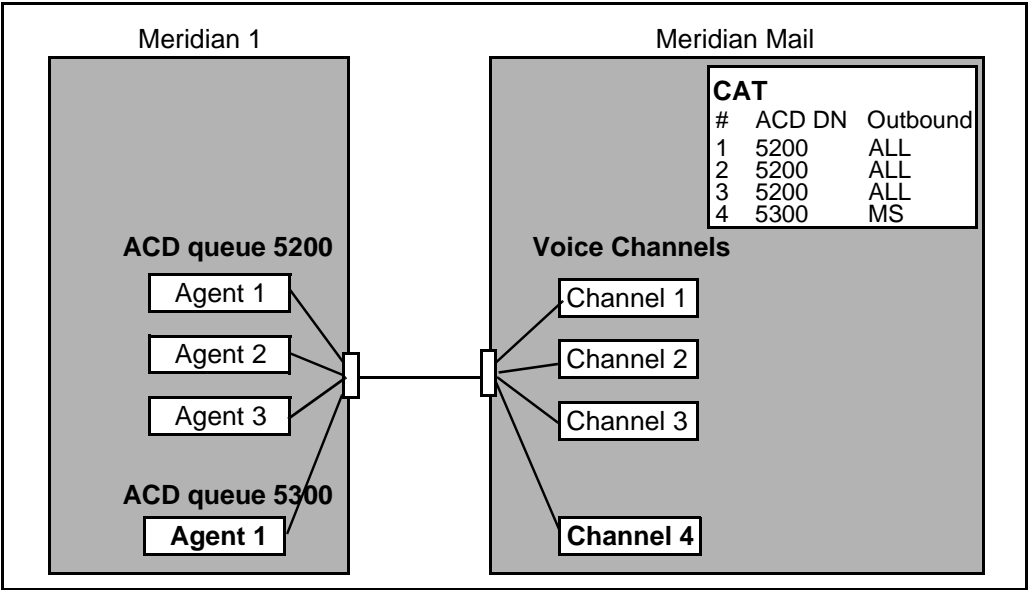 Meridian 1
Meridian Mail
CAT
# ACD DN Outbound
1 5200 ALL
2 5200 ALL
3 5200 ALL
4 5300 MS
ACD queue 5200
Voice Channels
Agent 1
Channel 1
Agent 2
Channel 2
Agent 3
Channel 3
ACD queue 5300
Agent 1
Channel 4